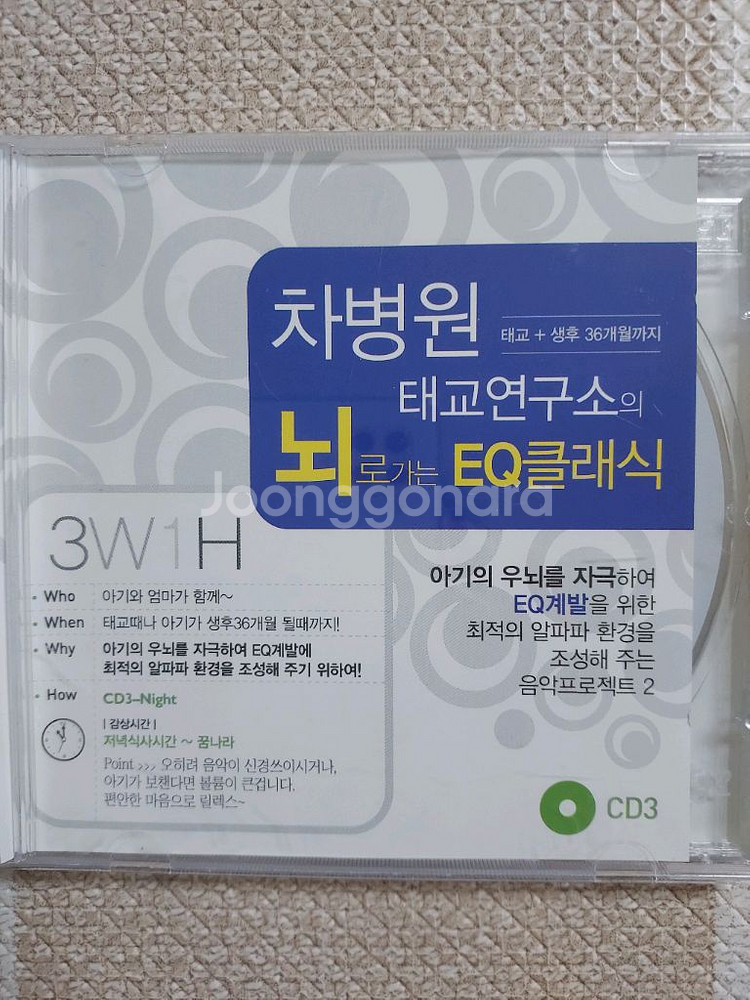 차병원 태교 + 생후 36개월까지
태교연구소의
뇌로가는 EQ클래식
Joonggonara
3W1H
Who 아기와 엄마가 함께~
When 태교때나 아기가 생후36개월 될때까지!
Why 아기의 우뇌를 자극하여 EQ계발에
최적의 알파파 환경을 조성해 주기 위하여!
How CD3-Night
| 감상시간 |
저녁식사시간 ~ 꿈나라
Point >>> 오히려 음악이 신경쓰이시거나,
아기가 보챈다면 볼륨이 큰겁니다.
편안한 마음으로 릴렉스~
아기의 우뇌를 자극하여
EQ계발을 위한
최적의 알파파 환경을
조성해 주는
음악프로젝트 2
CD3